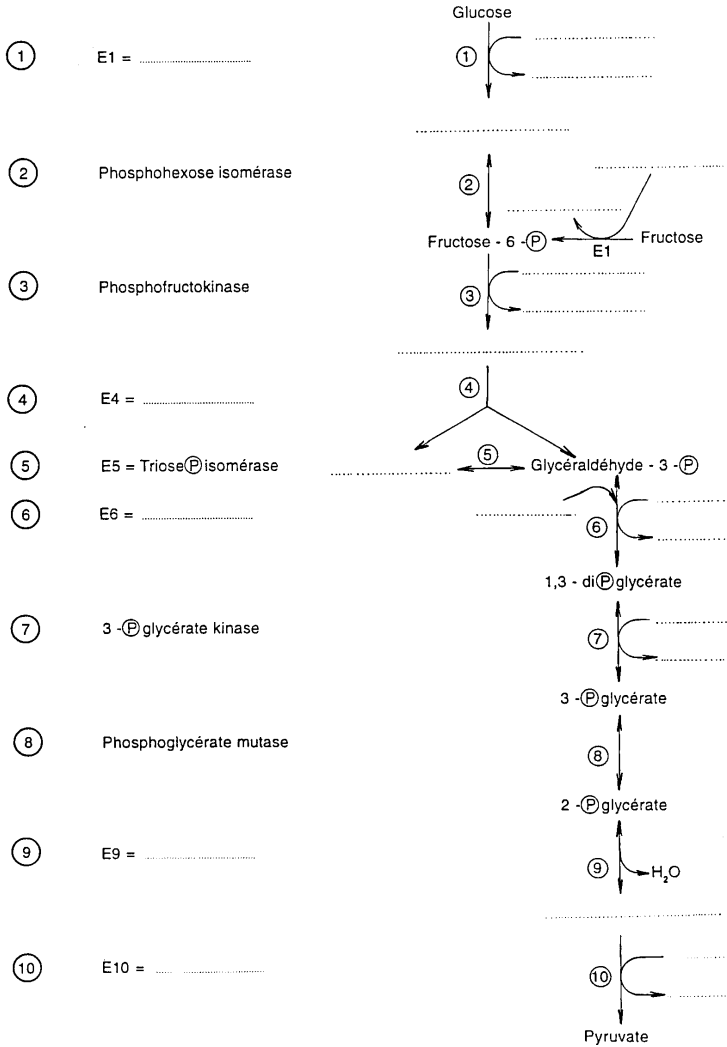 Glucose
① E1 = ........................
①
② Phosphohexose isomérase
②
Fructose - 6 - Ⓟ
E1
Fructose
③ Phosphofructokinase
③
④ E4 = ........................
④
⑤ E5 = Triose Ⓟ isomérase
⑤
Glycéraldéhyde - 3 - Ⓟ
⑥ E6 = ........................
⑥
1,3 - di Ⓟ glycérate
⑦ 3 - Ⓟ glycérate kinase
⑦
3 - Ⓟ glycérate
⑧ Phosphoglycérate mutase
⑧
2 - Ⓟ glycérate
⑨ E9 = ........................
⑨
H₂O
⑩ E10 = ........................
⑩
Pyruvate